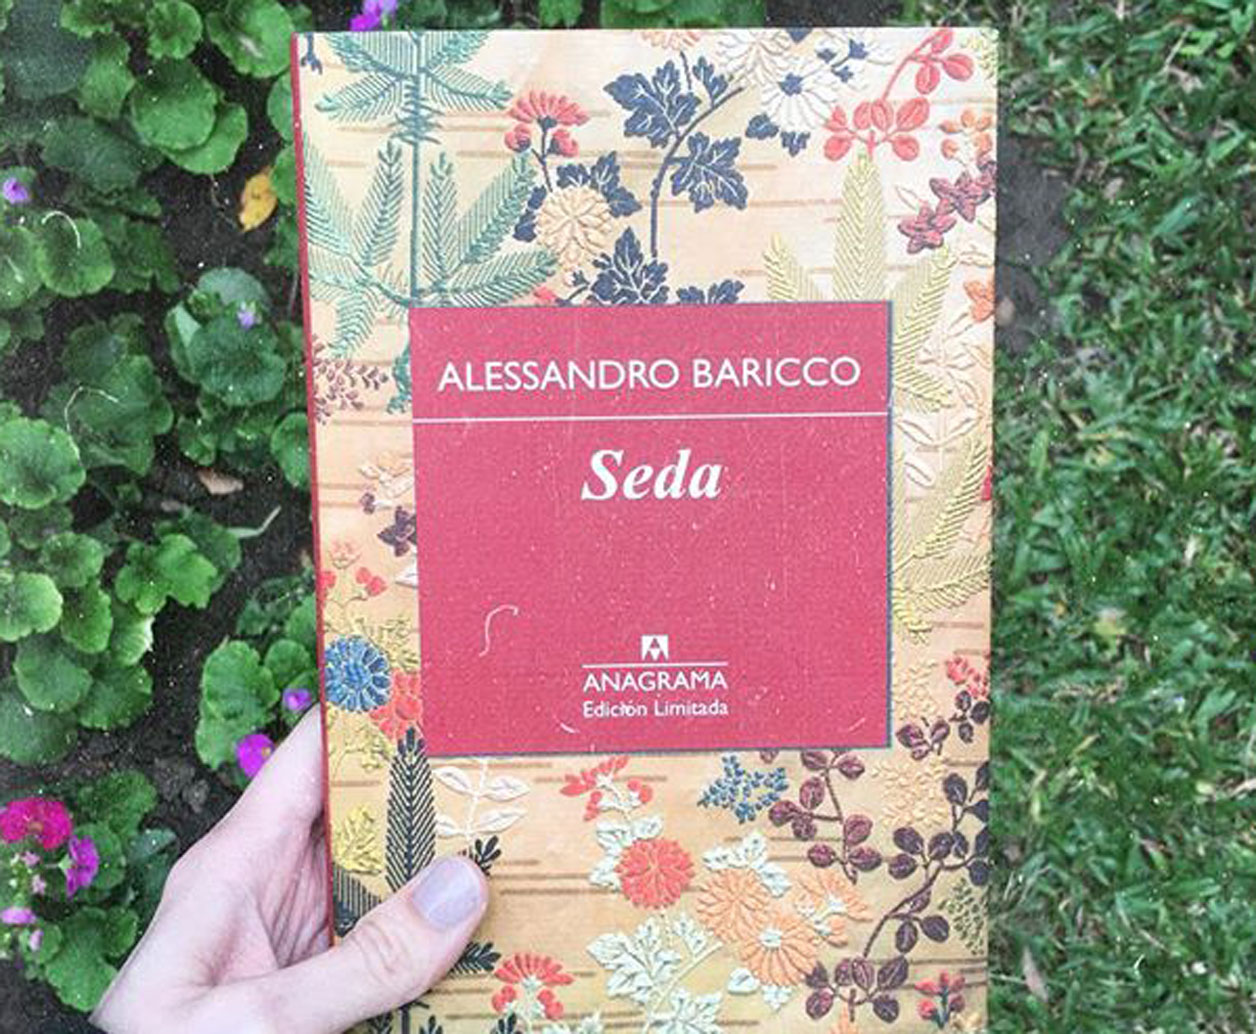 ALESSANDRO BARICCO
Seda
ANAGRAMA
Edición Limitada